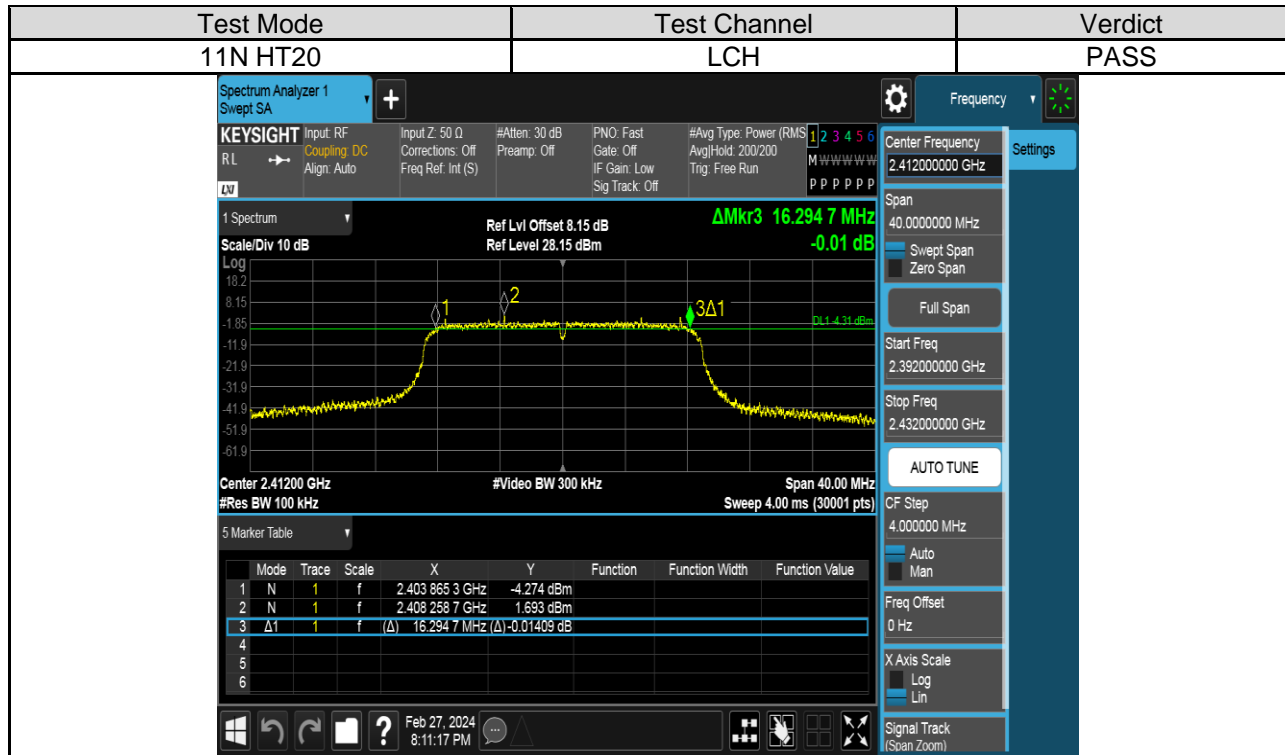 Test Mode Test Channel Verdict
11N HT20 LCH PASS
Spectrum Analyzer 1
Swept SA
+
Frequency
KEYSIGHT Input: RF Input Z: 50 Ω #Atten: 30 dB PNO: Fast #Avg Type: Power (RMS 1 2 3 4 5 6
RL Coupling: DC Corrections: Off Preamp: Off Gate: Off Avg|Hold: 200/200 M W W W W W
Align: Auto Freq Ref: Int (S) IF Gain: Low Trig: Free Run
LXI Sig Track: Off P P P P P P
1 Spectrum Ref Lvl Offset 8.15 dB ΔMkr3 16.294 7 MHz
Scale/Div 10 dB Ref Level 28.15 dBm -0.01 dB
Log
18.2
8.15
-1.85
-11.9
-21.9
-31.9
-41.9
-51.9
-61.9
1
2
3Δ1
DL1 -4.31 dBm
Center 2.41200 GHz #Video BW 300 kHz Span 40.00 MHz
#Res BW 100 kHz Sweep 4.00 ms (30001 pts)
5 Marker Table
Mode Trace Scale X Y Function Function Width Function Value
1 N 1 f 2.403 865 3 GHz -4.274 dBm
2 N 1 f 2.408 258 7 GHz 1.693 dBm
3 Δ1 1 f (Δ) 16.294 7 MHz (Δ) -0.01409 dB
4
5
6
? Feb 27, 2024
8:11:17 PM
Center Frequency
2.412000000 GHz
Settings
Span
40.0000000 MHz
Swept Span
Zero Span
Full Span
Start Freq
2.392000000 GHz
Stop Freq
2.432000000 GHz
AUTO TUNE
CF Step
4.000000 MHz
Auto
Man
Freq Offset
0 Hz
X Axis Scale
Log
Lin
Signal Track
(Span Zoom)